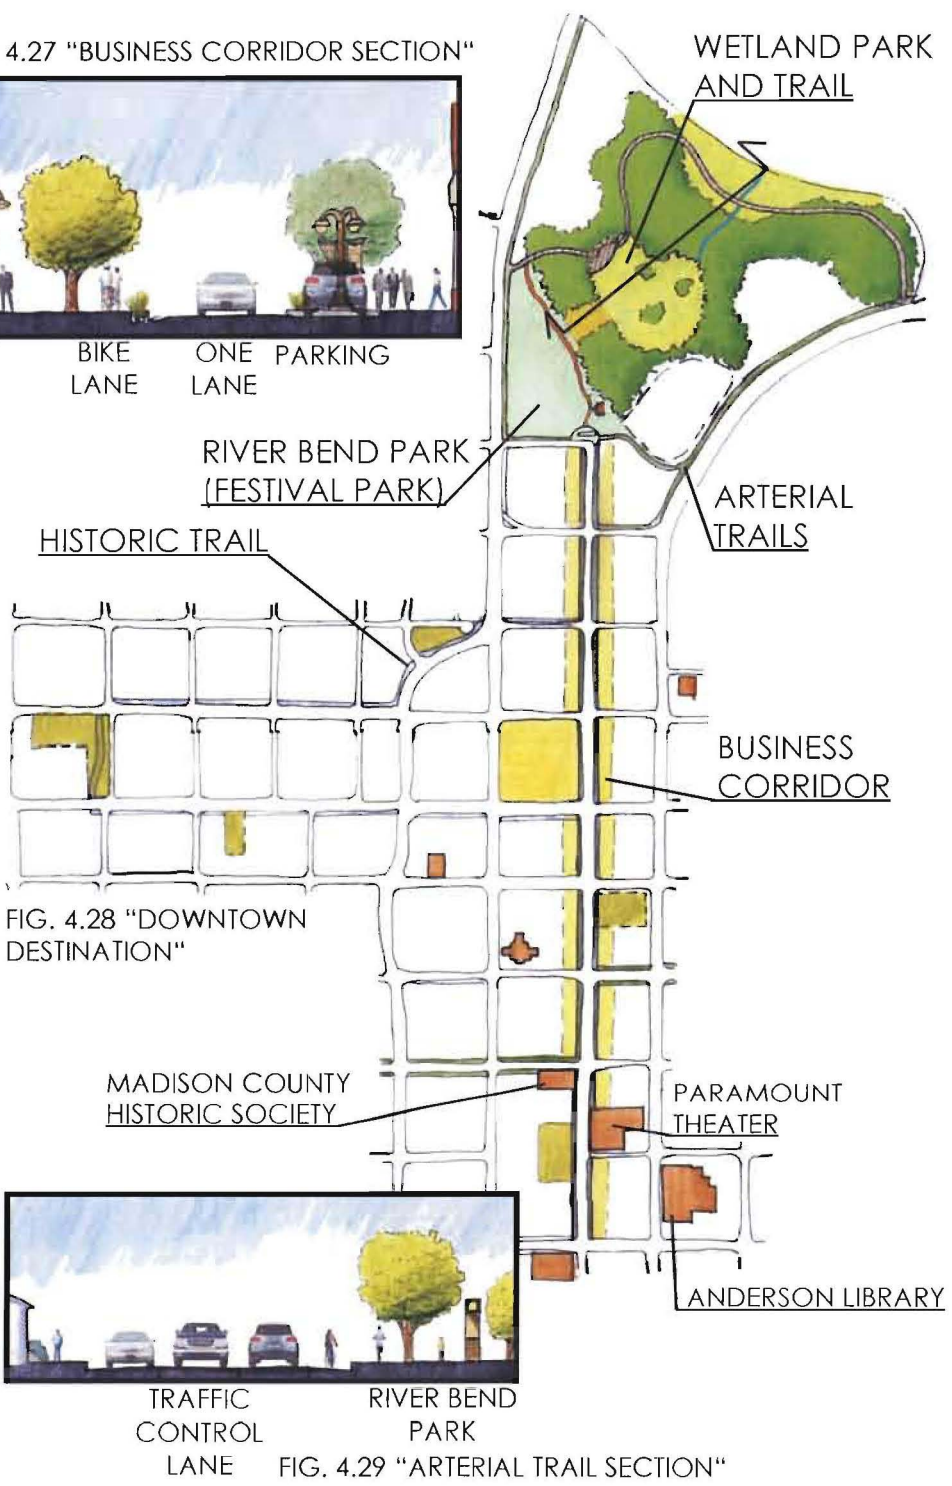 4.27 "BUSINESS CORRIDOR SECTION"
WETLAND PARK
AND TRAIL
BIKE
LANE
ONE
LANE
PARKING
RIVER BEND PARK
(FESTIVAL PARK)
ARTERIAL
TRAILS
HISTORIC TRAIL
BUSINESS
CORRIDOR
FIG. 4.28 "DOWNTOWN
DESTINATION"
MADISON COUNTY
HISTORIC SOCIETY
PARAMOUNT
THEATER
ANDERSON LIBRARY
TRAFFIC
CONTROL
LANE
RIVER BEND
PARK
FIG. 4.29 "ARTERIAL TRAIL SECTION"